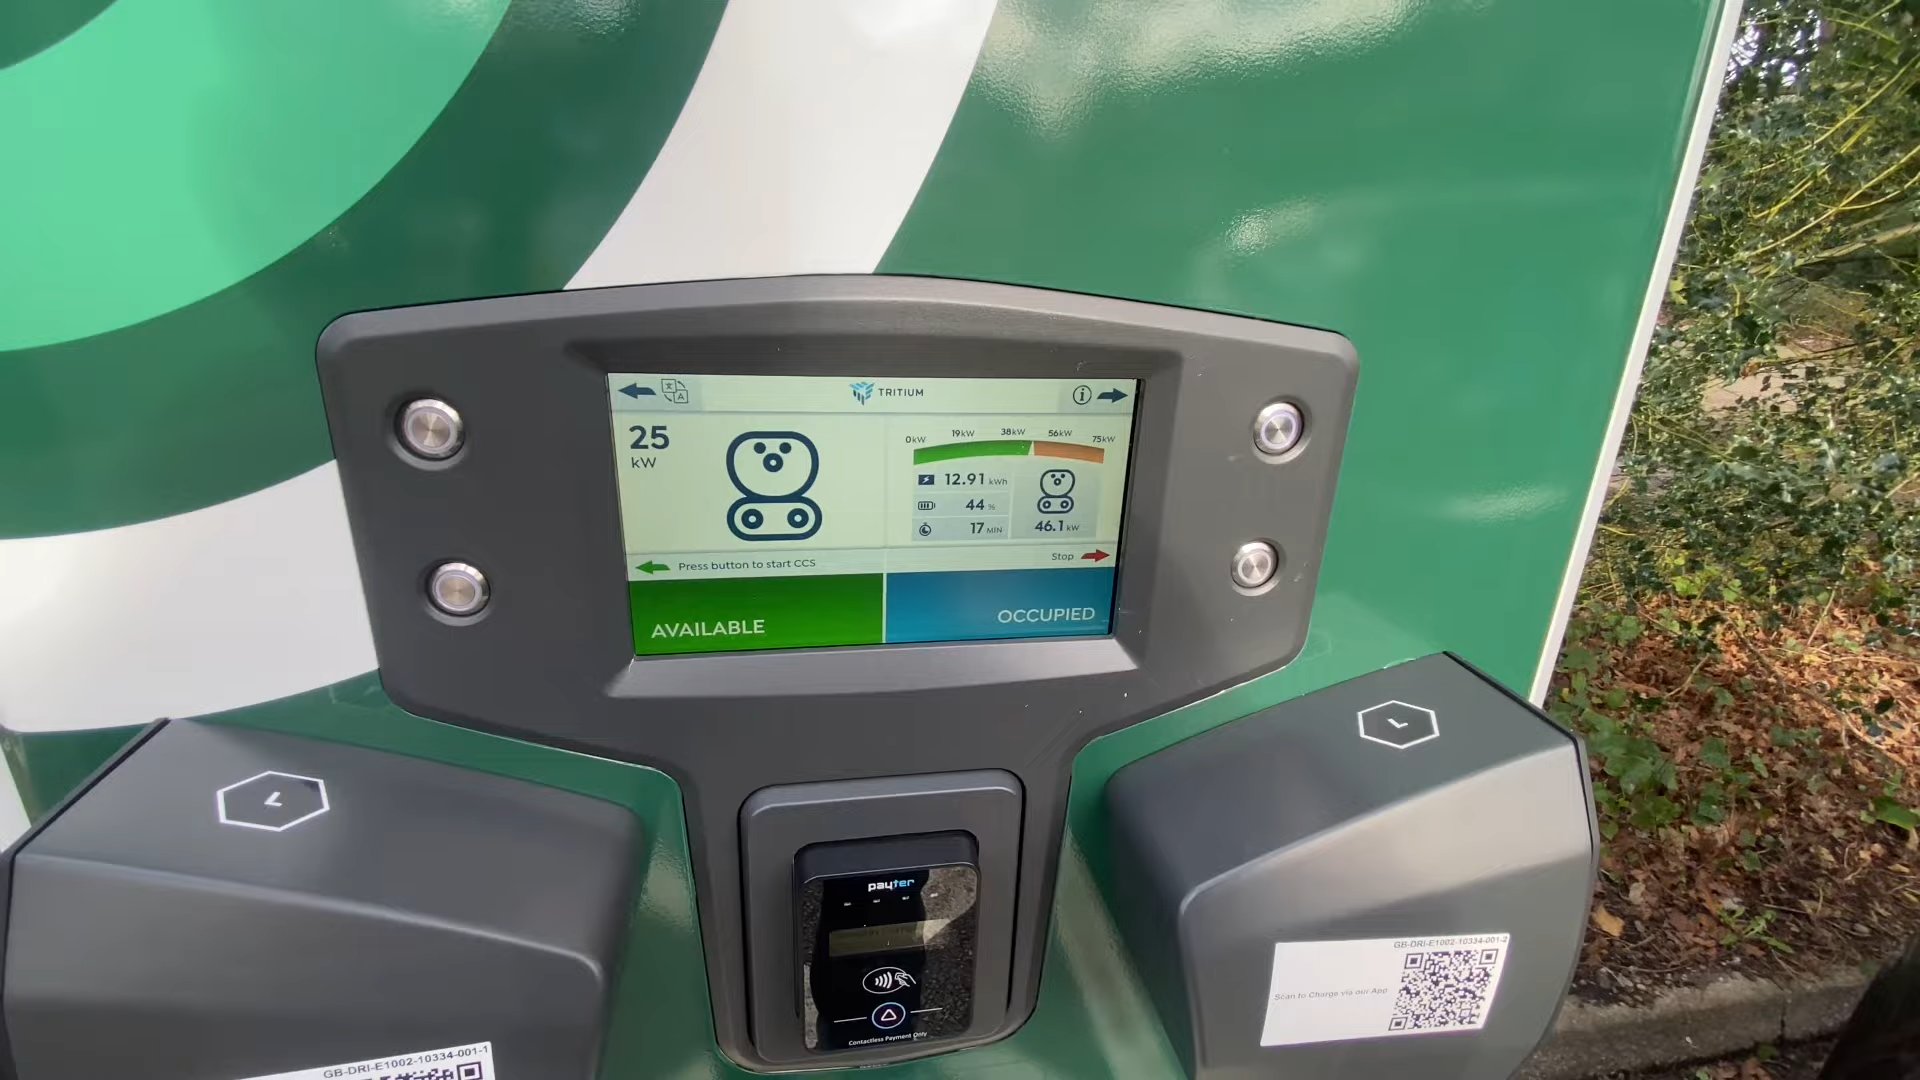 TRITIUM
i
25
kW
0kW 19kW 38kW 56kW 75kW
12.91 kWh
44 %
17 MIN
46.1 kW
Press button to start CCS
Stop
AVAILABLE
OCCUPIED
L
L
payter
Contactless Payment Only
GB-DRI-E1002-10334-001-2
Scan to Charge via our App
GB-DRI-E1002-10334-001-1